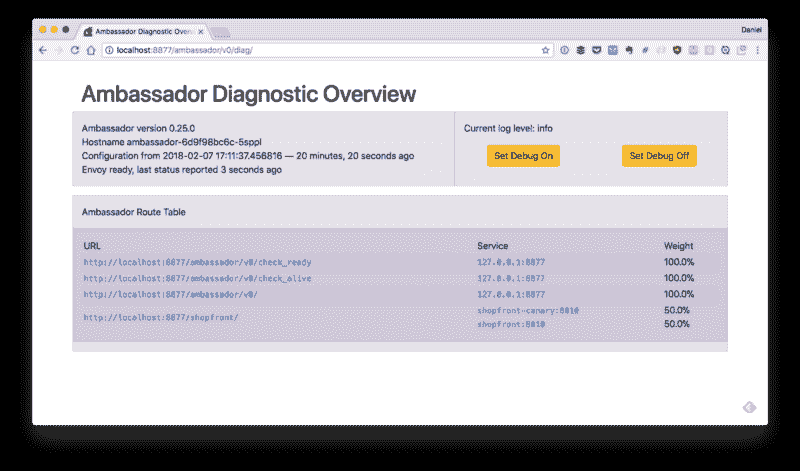 Ambassador Diagnostic Overv
Daniel
localhost:8877/ambassador/v0/diag/
Ambassador Diagnostic Overview
Ambassador version 0.25.0
Hostname ambassador-6d9f98bc6c-5sppl
Configuration from 2018-02-07 17:11:37.456816 — 20 minutes, 20 seconds ago
Envoy ready, last status reported 3 seconds ago
Current log level: info
Set Debug On
Set Debug Off
Ambassador Route Table
URL Service Weight
http://localhost:8877/ambassador/v0/check_ready 127.0.0.1:8877 100.0%
http://localhost:8877/ambassador/v0/check_alive 127.0.0.1:8877 100.0%
http://localhost:8877/ambassador/v0/ 127.0.0.1:8877 100.0%
http://localhost:8877/shopfront/
shopfront-canary:8010 50.0%
shopfront:8010 50.0%